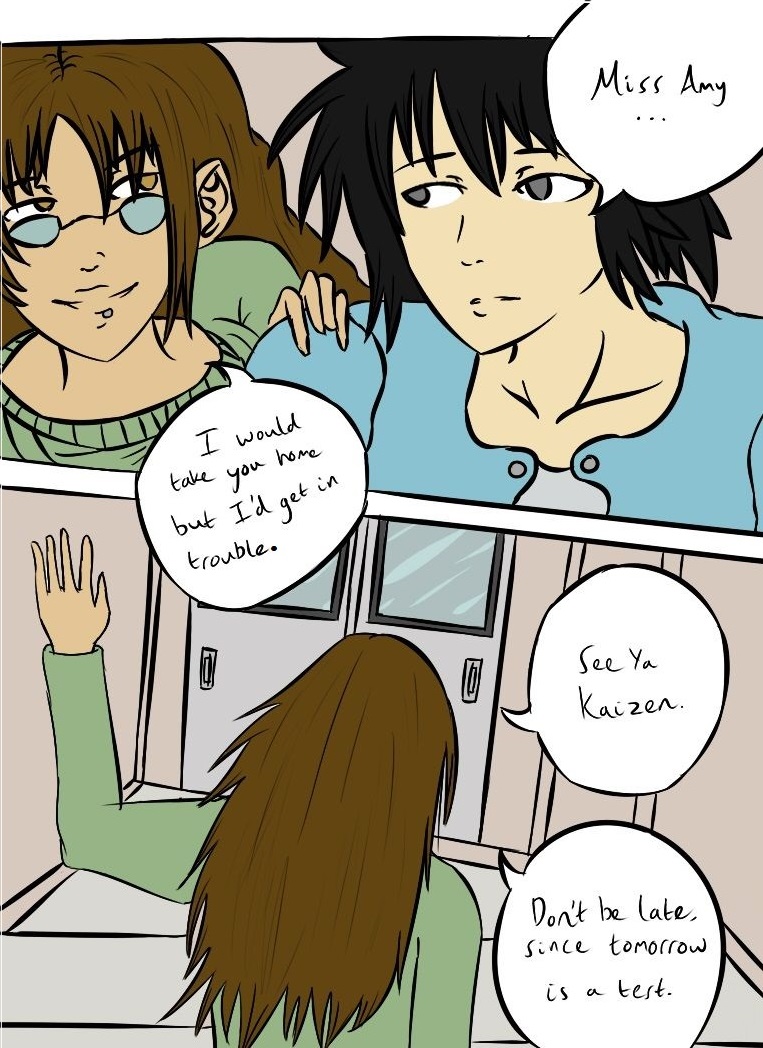 Miss Amy
...
I would
take you home
but I'd get in
trouble.
See Ya
Kaizen.
Don't be late,
since tomorrow
is a test.